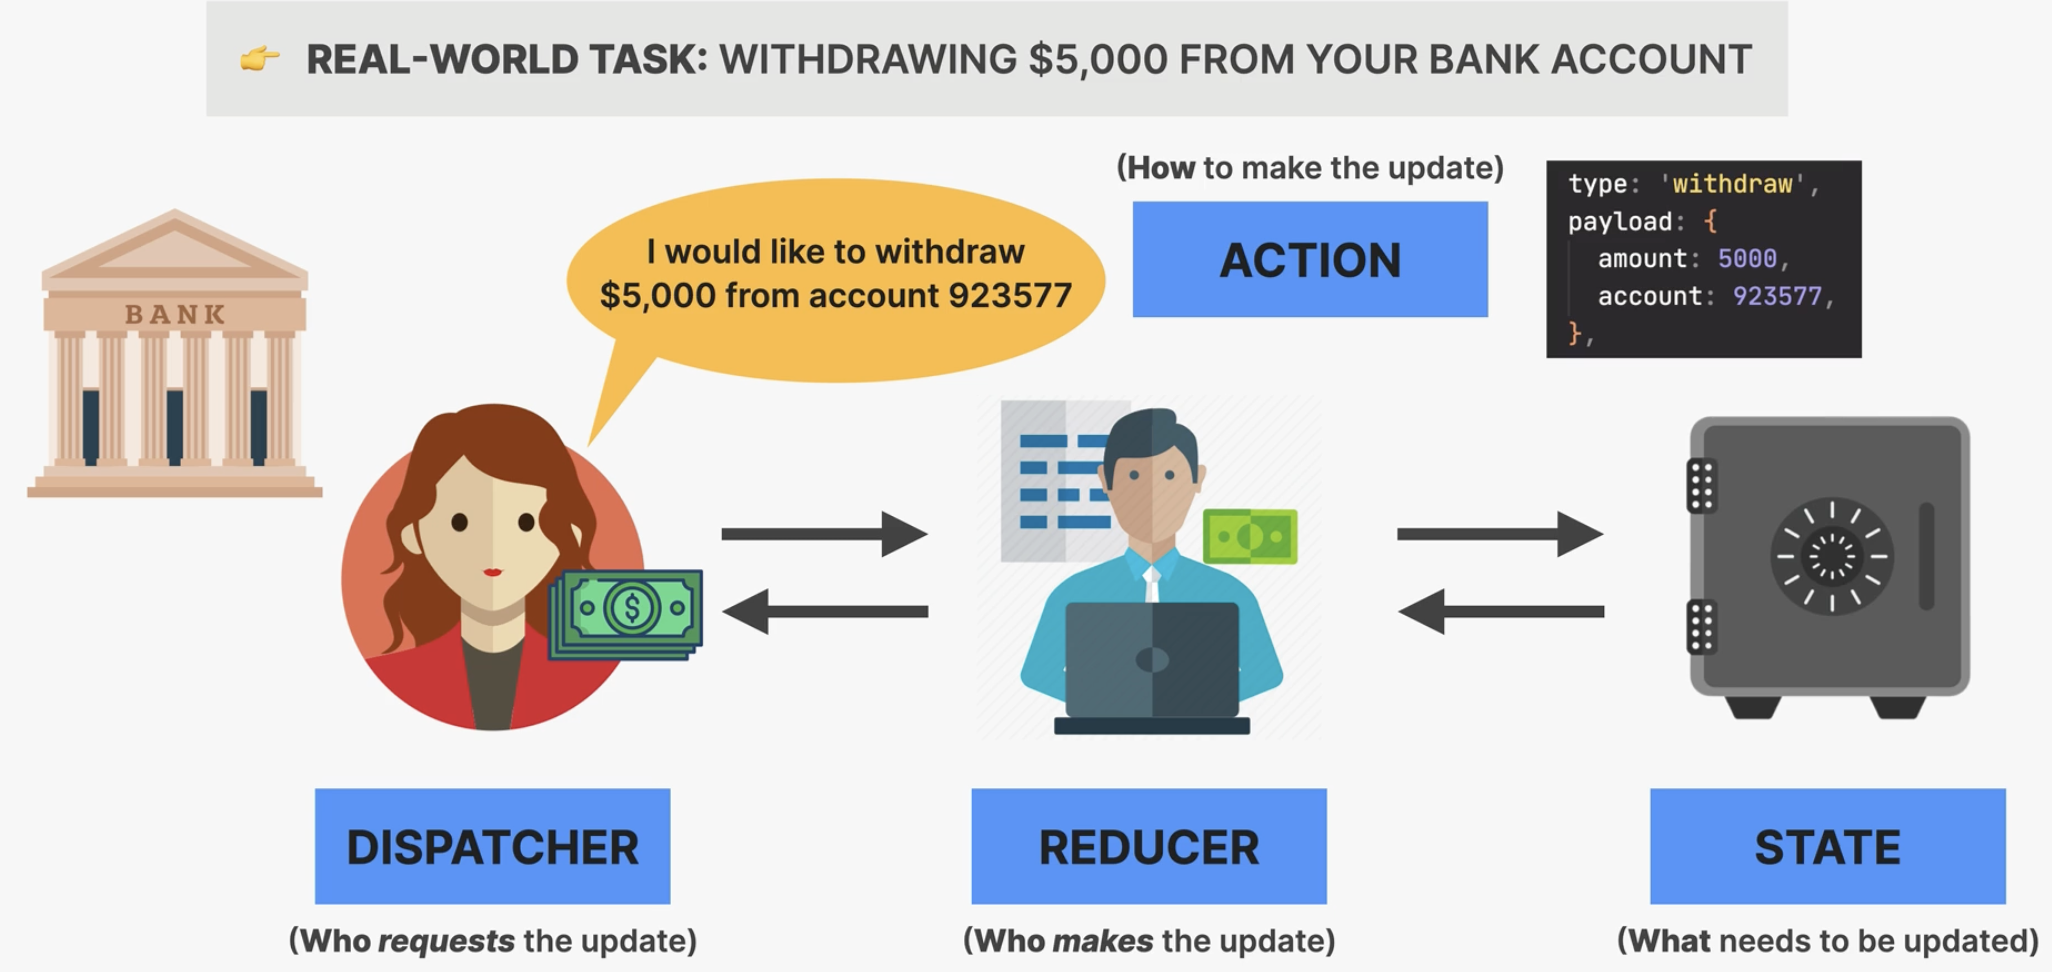 👉 REAL-WORLD TASK: WITHDRAWING $5,000 FROM YOUR BANK ACCOUNT
BANK
I would like to withdraw
$5,000 from account 923577
(How to make the update)
ACTION
type: 'withdraw',
payload: {
amount: 5000,
account: 923577,
},
$
DISPATCHER
(Who requests the update)
REDUCER
(Who makes the update)
STATE
(What needs to be updated)